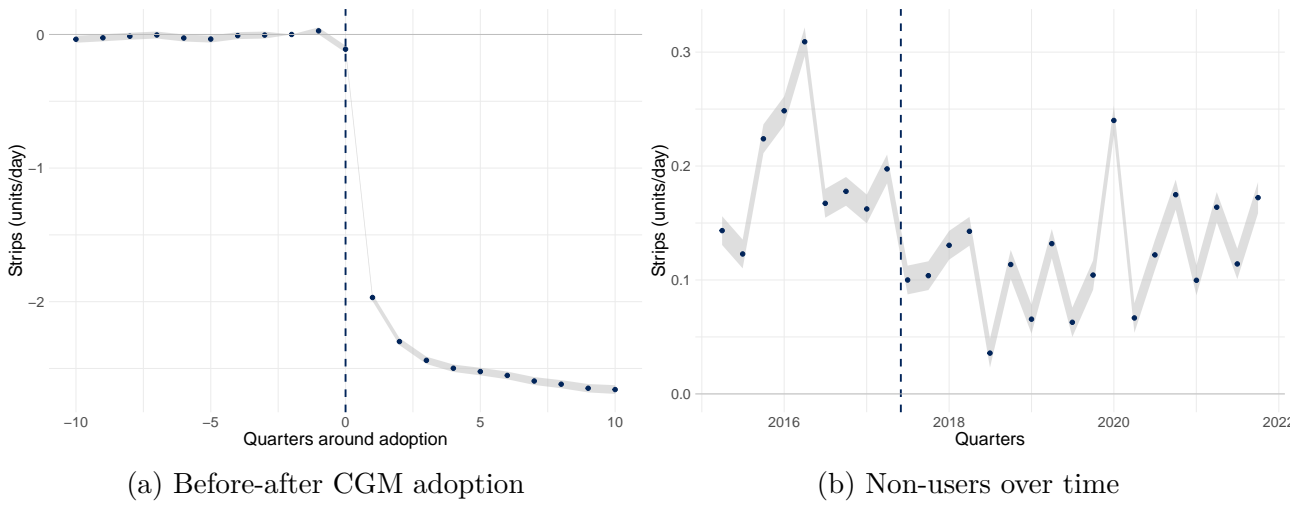 0
−1
−2
Strips (units/day)
−10
−5
0
5
10
Quarters around adoption
(a) Before-after CGM adoption
0.3
0.2
0.1
0.0
Strips (units/day)
2016
2018
2020
2022
Quarters
(b) Non-users over time